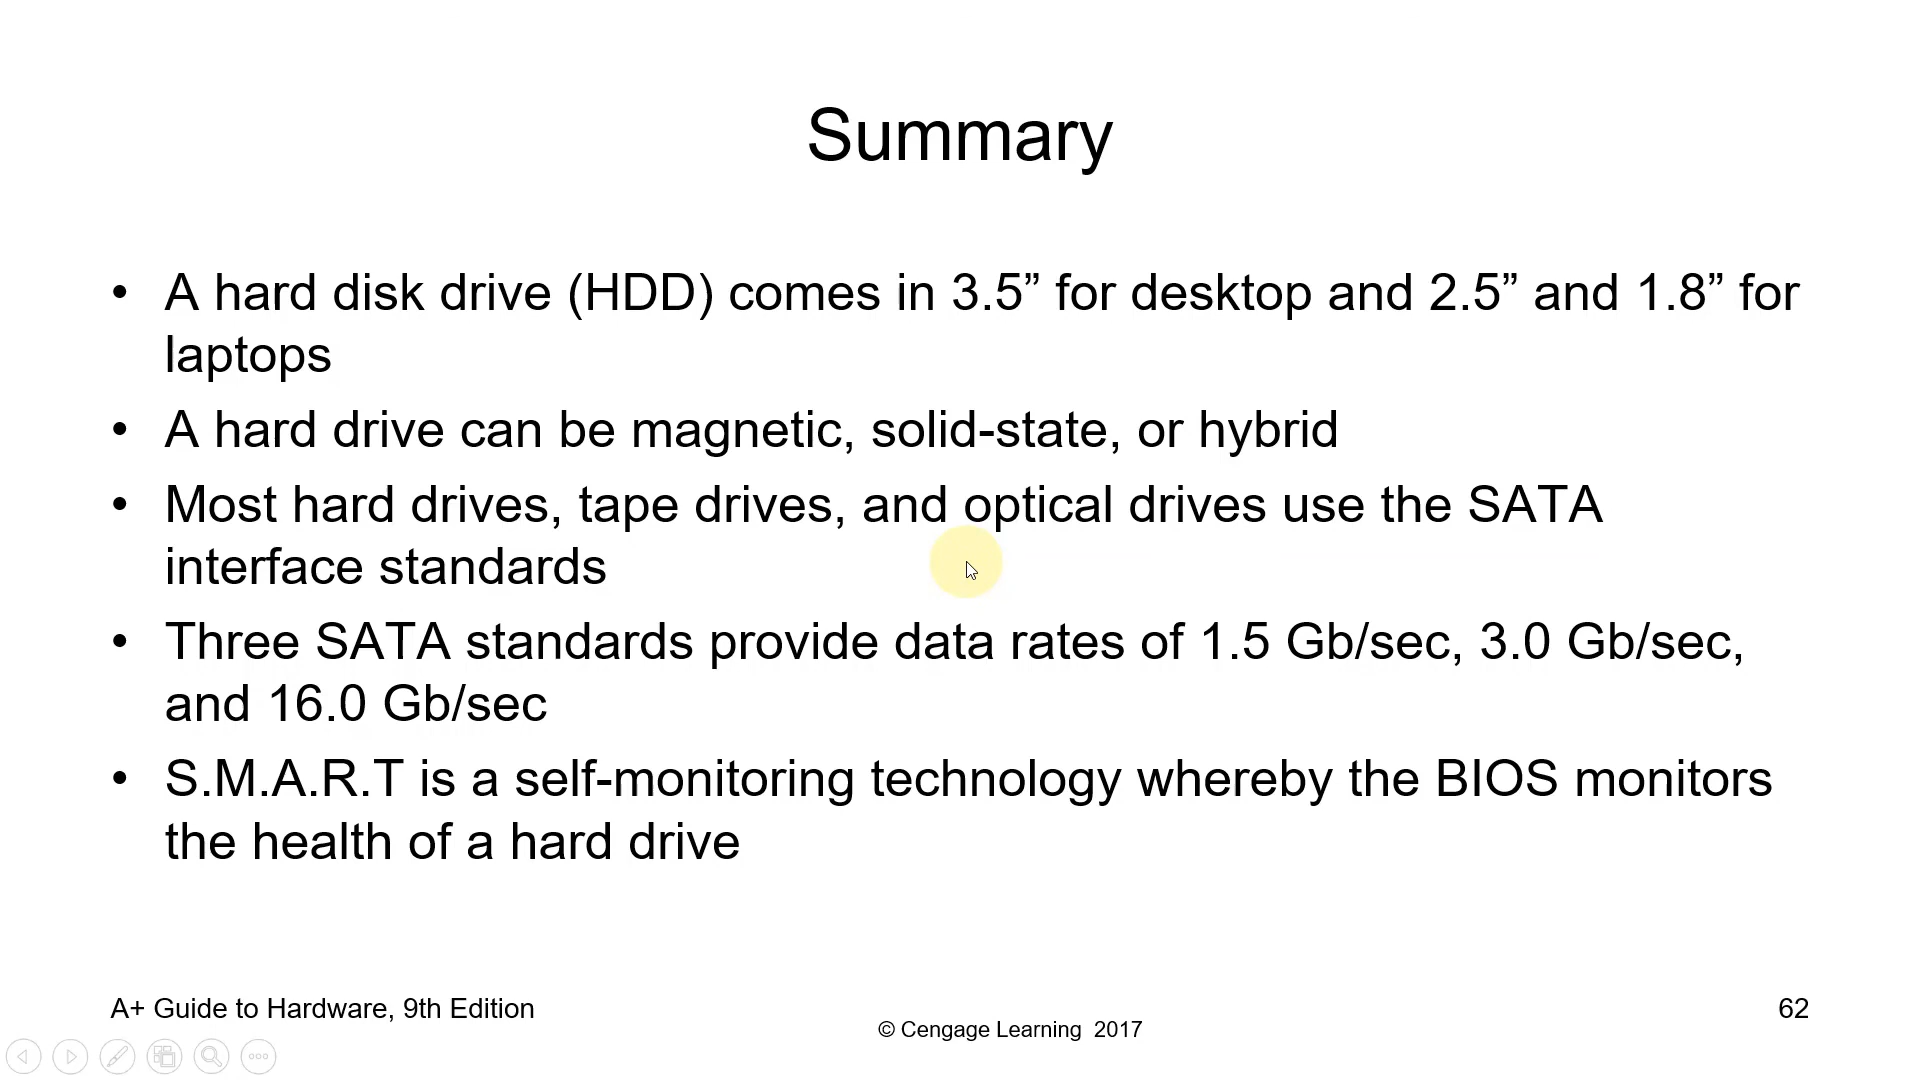 Summary
• A hard disk drive (HDD) comes in 3.5” for desktop and 2.5” and 1.8” for
laptops
• A hard drive can be magnetic, solid-state, or hybrid
• Most hard drives, tape drives, and optical drives use the SATA
interface standards
• Three SATA standards provide data rates of 1.5 Gb/sec, 3.0 Gb/sec,
and 16.0 Gb/sec
• S.M.A.R.T is a self-monitoring technology whereby the BIOS monitors
the health of a hard drive
A+ Guide to Hardware, 9th Edition
62
© Cengage Learning 2017